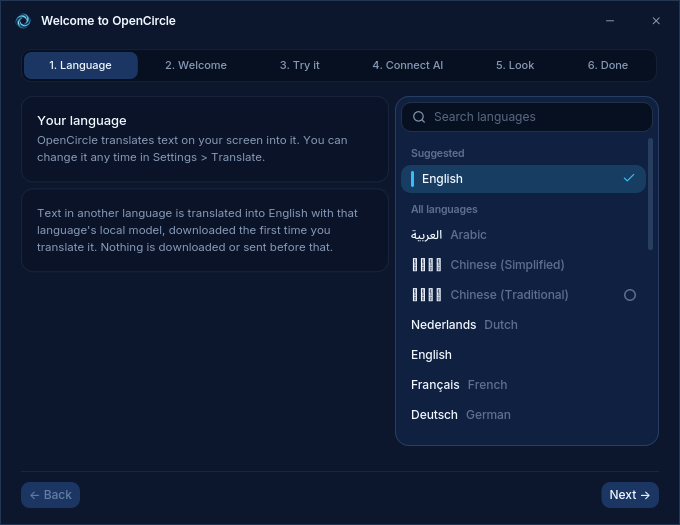 Welcome to OpenCircle
1. Language
2. Welcome
3. Try it
4. Connect AI
5. Look
6. Done
Your language
OpenCircle translates text on your screen into it. You can
change it any time in Settings > Translate.
Text in another language is translated into English with that
language's local model, downloaded the first time you
translate it. Nothing is downloaded or sent before that.
Search languages
Suggested
English
All languages
العربية Arabic
Chinese (Simplified)
Chinese (Traditional)
Nederlands Dutch
English
Français French
Deutsch German
← Back
Next →